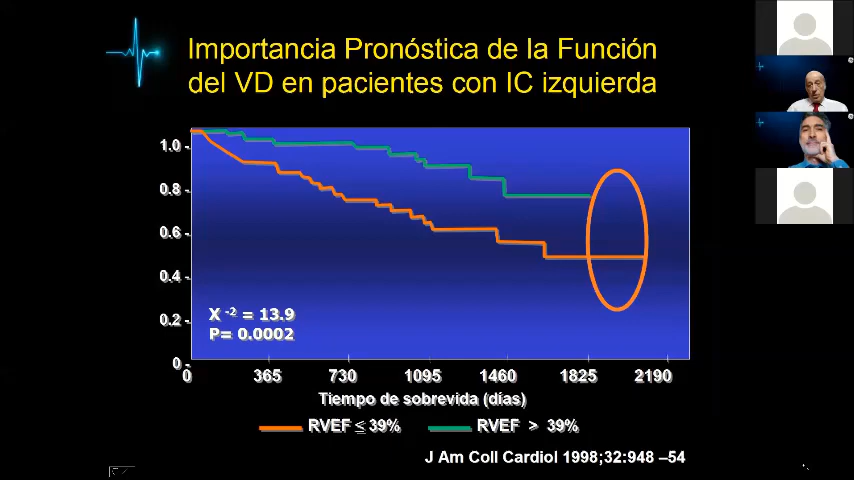 Importancia Pronóstica de la Función
del VD en pacientes con IC izquierda
1.0
0.8
0.6
0.4
0.2
0
X -2 = 13.9
P= 0.0002
0 365 730 1095 1460 1825 2190
Tiempo de sobrevida (días)
RVEF ≤ 39% RVEF > 39%
J Am Coll Cardiol 1998;32:948 –54